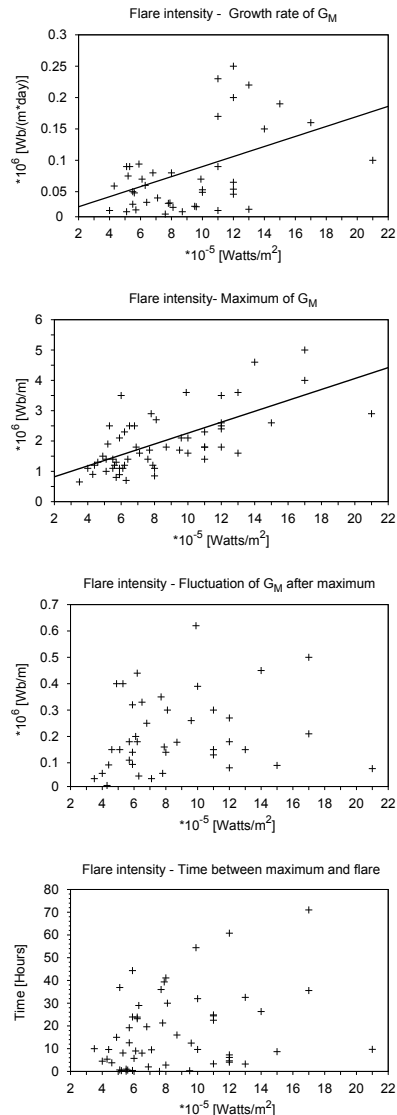 Flare intensity - Growth rate of G_M
*10^6 [Wb/(m*day)]
0.3
0.25
0.2
0.15
0.1
0.05
0
2 4 6 8 10 12 14 16 18 20 22
*10^-5 [Watts/m^2]
Flare intensity- Maximum of G_M
*10^6 [Wb/m]
6
5
4
3
2
1
0
2 4 6 8 10 12 14 16 18 20 22
*10^-5 [Watts/m^2]
Flare intensity - Fluctuation of G_M after maximum
*10^6 [Wb/m]
0.7
0.6
0.5
0.4
0.3
0.2
0.1
0
2 4 6 8 10 12 14 16 18 20 22
*10^-5 [Watts/m^2]
Flare intensity - Time between maximum and flare
Time [Hours]
80
70
60
50
40
30
20
10
0
2 4 6 8 10 12 14 16 18 20 22
*10^-5 [Watts/m^2]